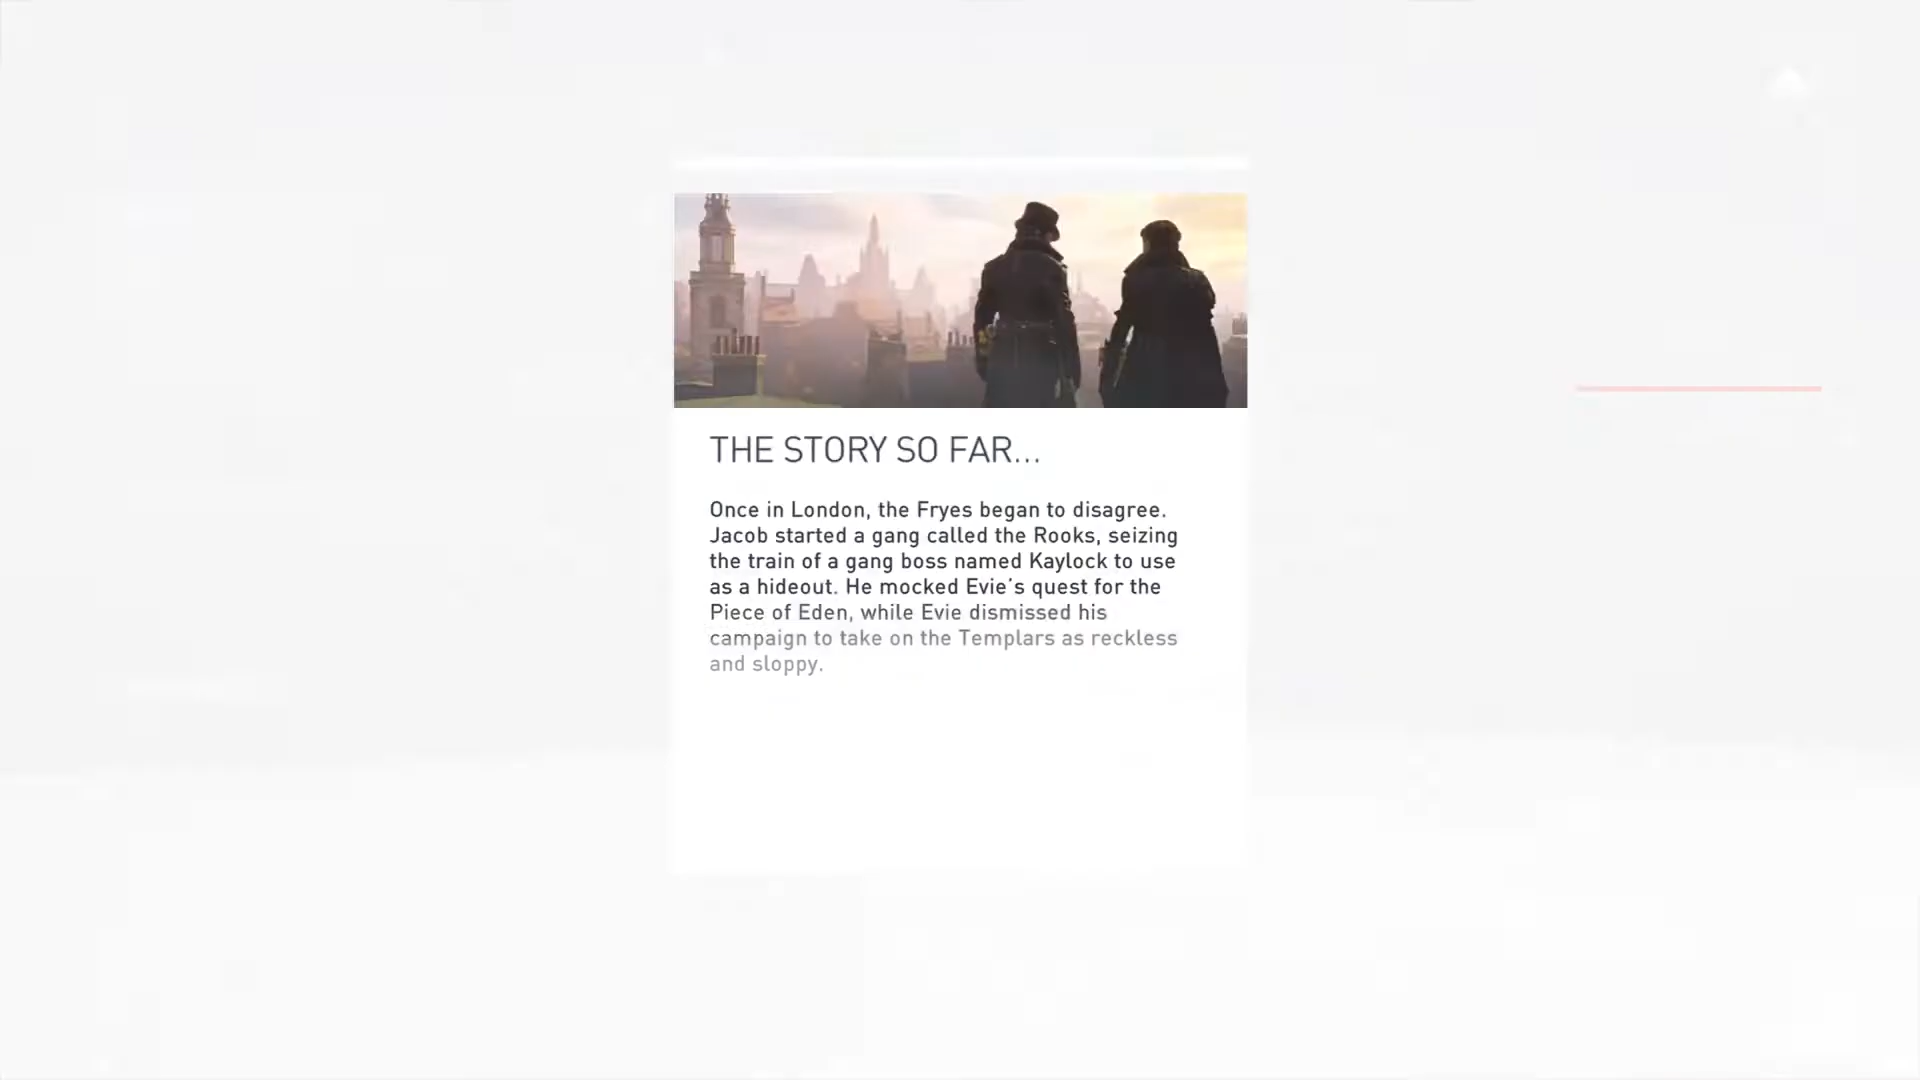 THE STORY SO FAR...
Once in London, the Fryes began to disagree.
Jacob started a gang called the Rooks, seizing
the train of a gang boss named Kaylock to use
as a hideout. He mocked Evie's quest for the
Piece of Eden, while Evie dismissed his
campaign to take on the Templars as reckless
and sloppy.